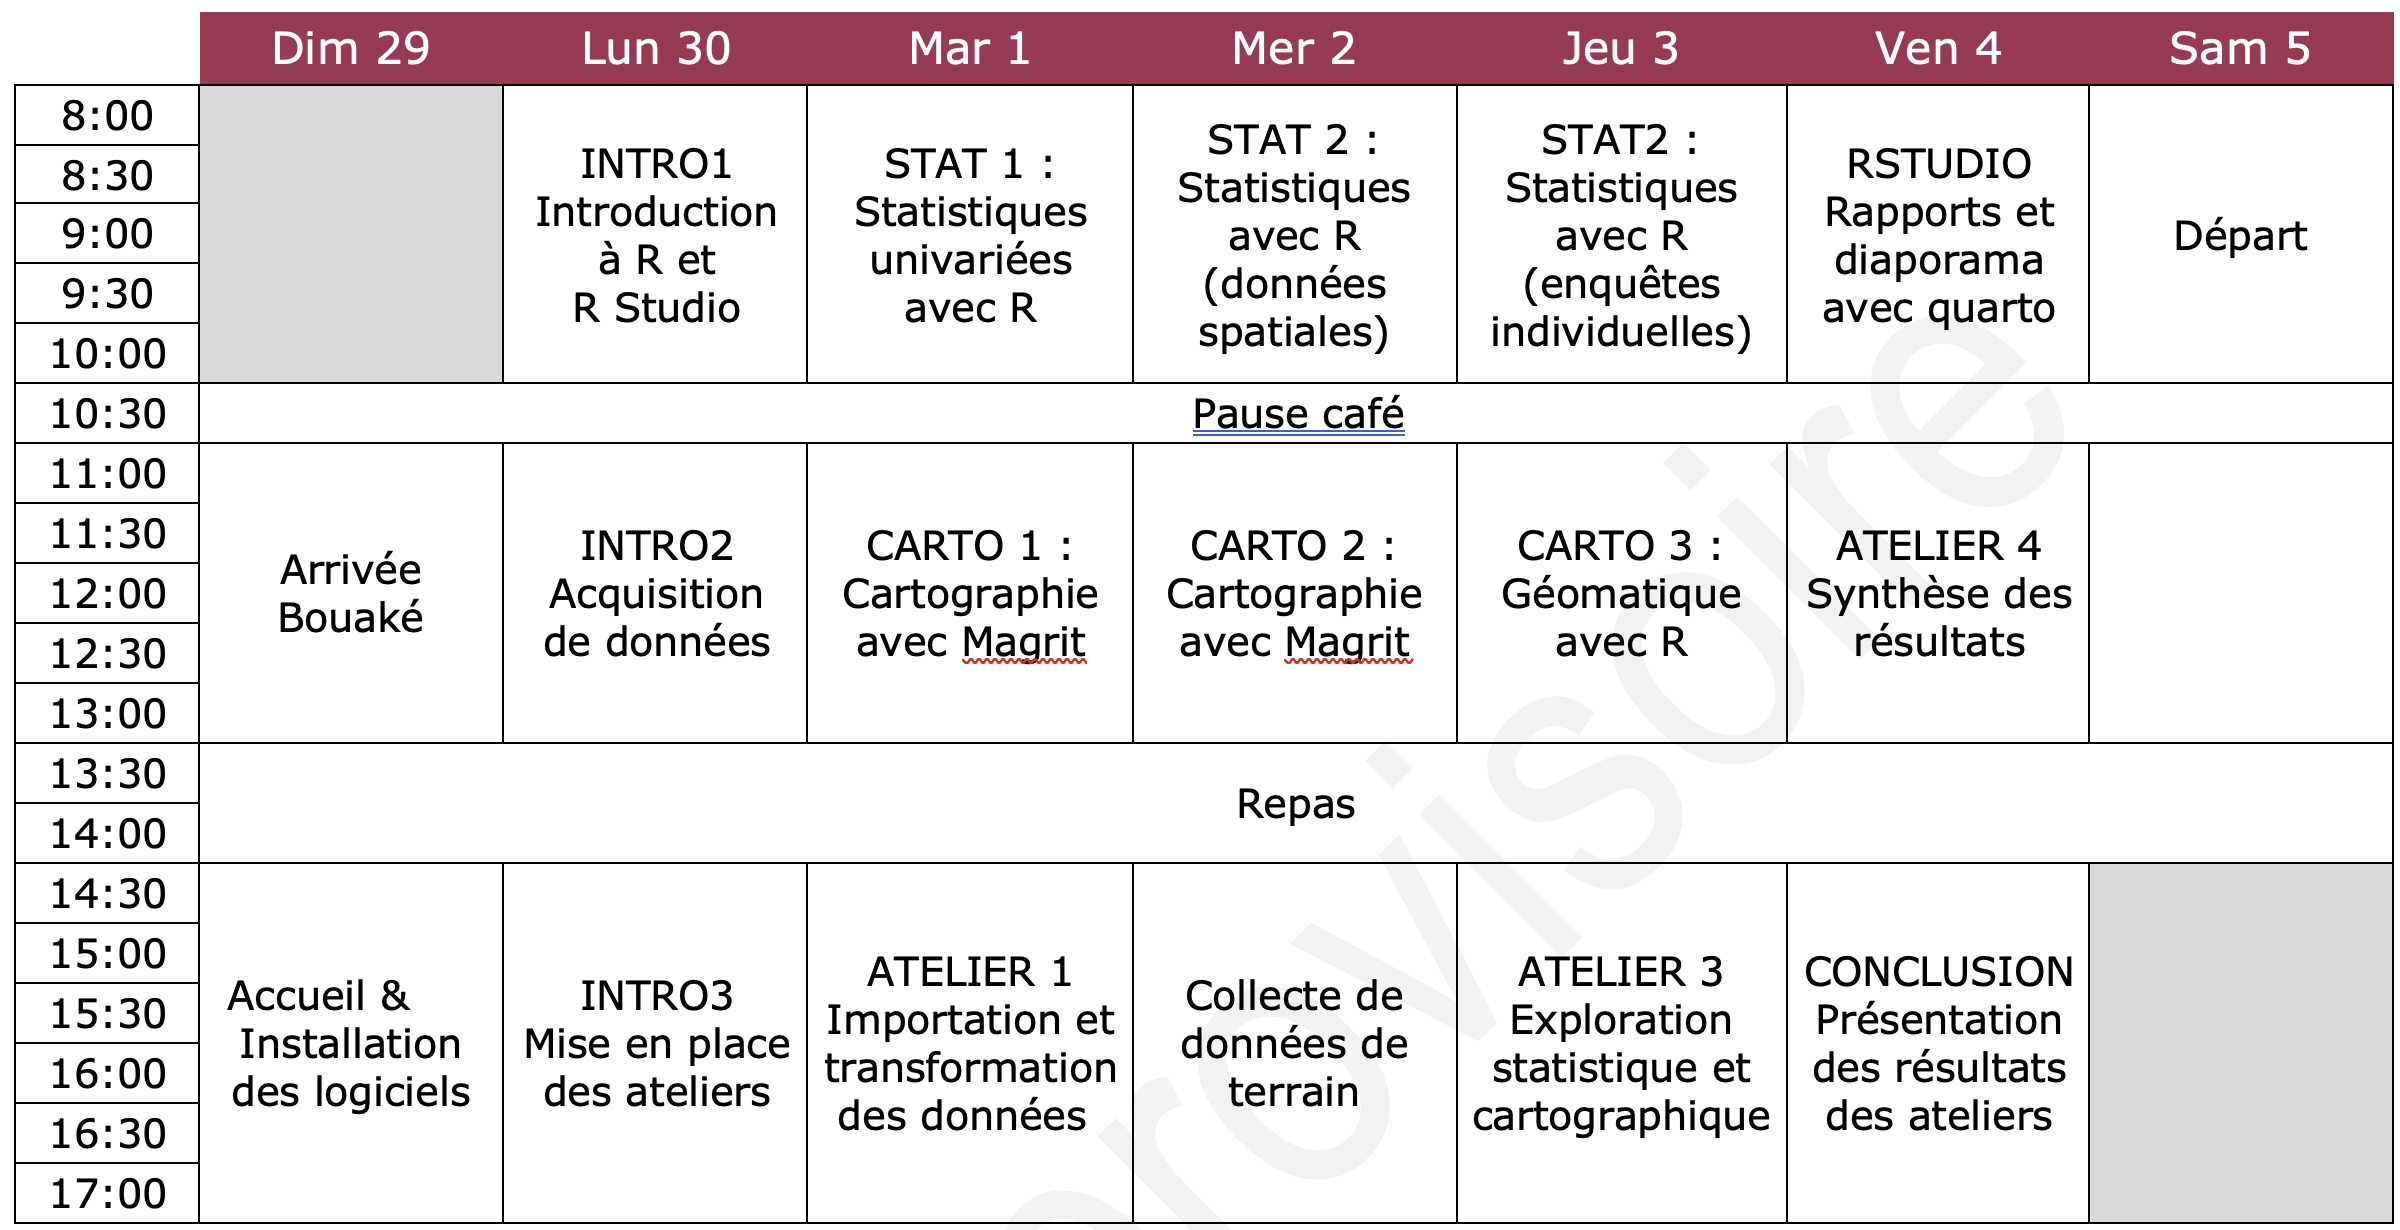 Dim 29 Lun 30 Mar 1 Mer 2 Jeu 3 Ven 4 Sam 5
8:00
8:30
9:00
9:30
10:00
INTRO1
Introduction
à R et
R Studio
STAT 1 :
Statistiques
univariées
avec R
STAT 2 :
Statistiques
avec R
(données
spatiales)
STAT2 :
Statistiques
avec R
(enquêtes
individuelles)
RSTUDIO
Rapports et
diaporama
avec quarto
Départ
10:30
Pause café
11:00
11:30
12:00
12:30
13:00
Arrivée
Bouaké
INTRO2
Acquisition
de données
CARTO 1 :
Cartographie
avec Magrit
CARTO 2 :
Cartographie
avec Magrit
CARTO 3 :
Géomatique
avec R
ATELIER 4
Synthèse des
résultats
13:30
14:00
Repas
14:30
15:00
15:30
16:00
16:30
17:00
Accueil &
Installation
des logiciels
INTRO3
Mise en place
des ateliers
ATELIER 1
Importation et
transformation
des données
Collecte de
données de
terrain
ATELIER 3
Exploration
statistique et
cartographique
CONCLUSION
Présentation
des résultats
des ateliers
rovisoire